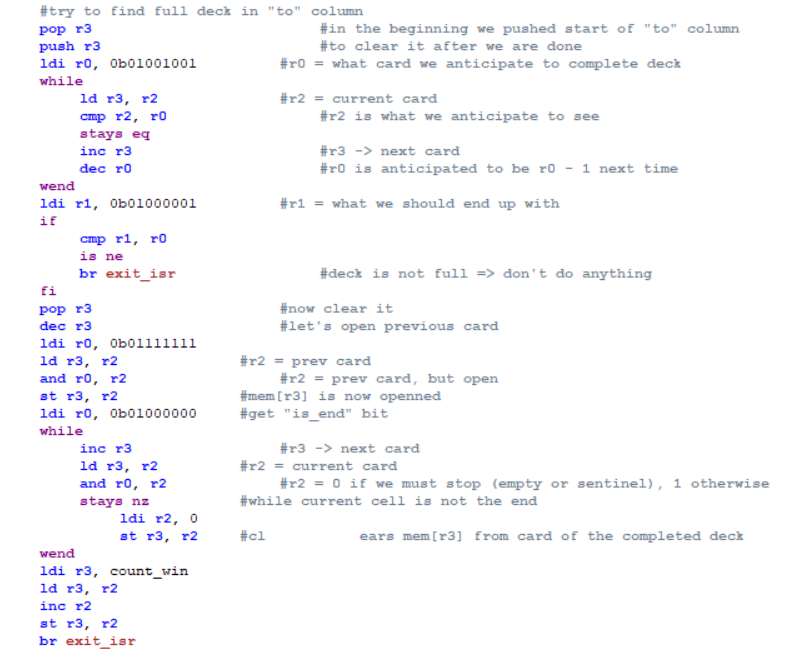 #try to find full deck in "to" column
pop r3 #in the beginning we pushed start of "to" column
push r3 #to clear it after we are done
ldi r0, 0b01001001 #r0 = what card we anticipate to complete deck
while
ld r3, r2 #r2 = current card
cmp r2, r0 #r2 is what we anticipate to see
stays eq
inc r3 #r3 -> next card
dec r0 #r0 is anticipated to be r0 - 1 next time
wend
ldi r1, 0b01000001 #r1 = what we should end up with
if
cmp r1, r0
is ne
br exit_isr #deck is not full => don't do anything
fi
pop r3 #now clear it
dec r3 #let's open previous card
ldi r0, 0b01111111
ld r3, r2 #r2 = prev card
and r0, r2 #r2 = prev card, but open
st r3, r2 #mem[r3] is now openned
ldi r0, 0b01000000 #get "is_end" bit
while
inc r3 #r3 -> next card
ld r3, r2 #r2 = current card
and r0, r2 #r2 = 0 if we must stop (empty or sentinel), 1 otherwise
stays nz #while current cell is not the end
ldi r2, 0
st r3, r2 #cl ears mem[r3] from card of the completed deck
wend
ldi r3, count_win
ld r3, r2
inc r2
st r3, r2
br exit_isr